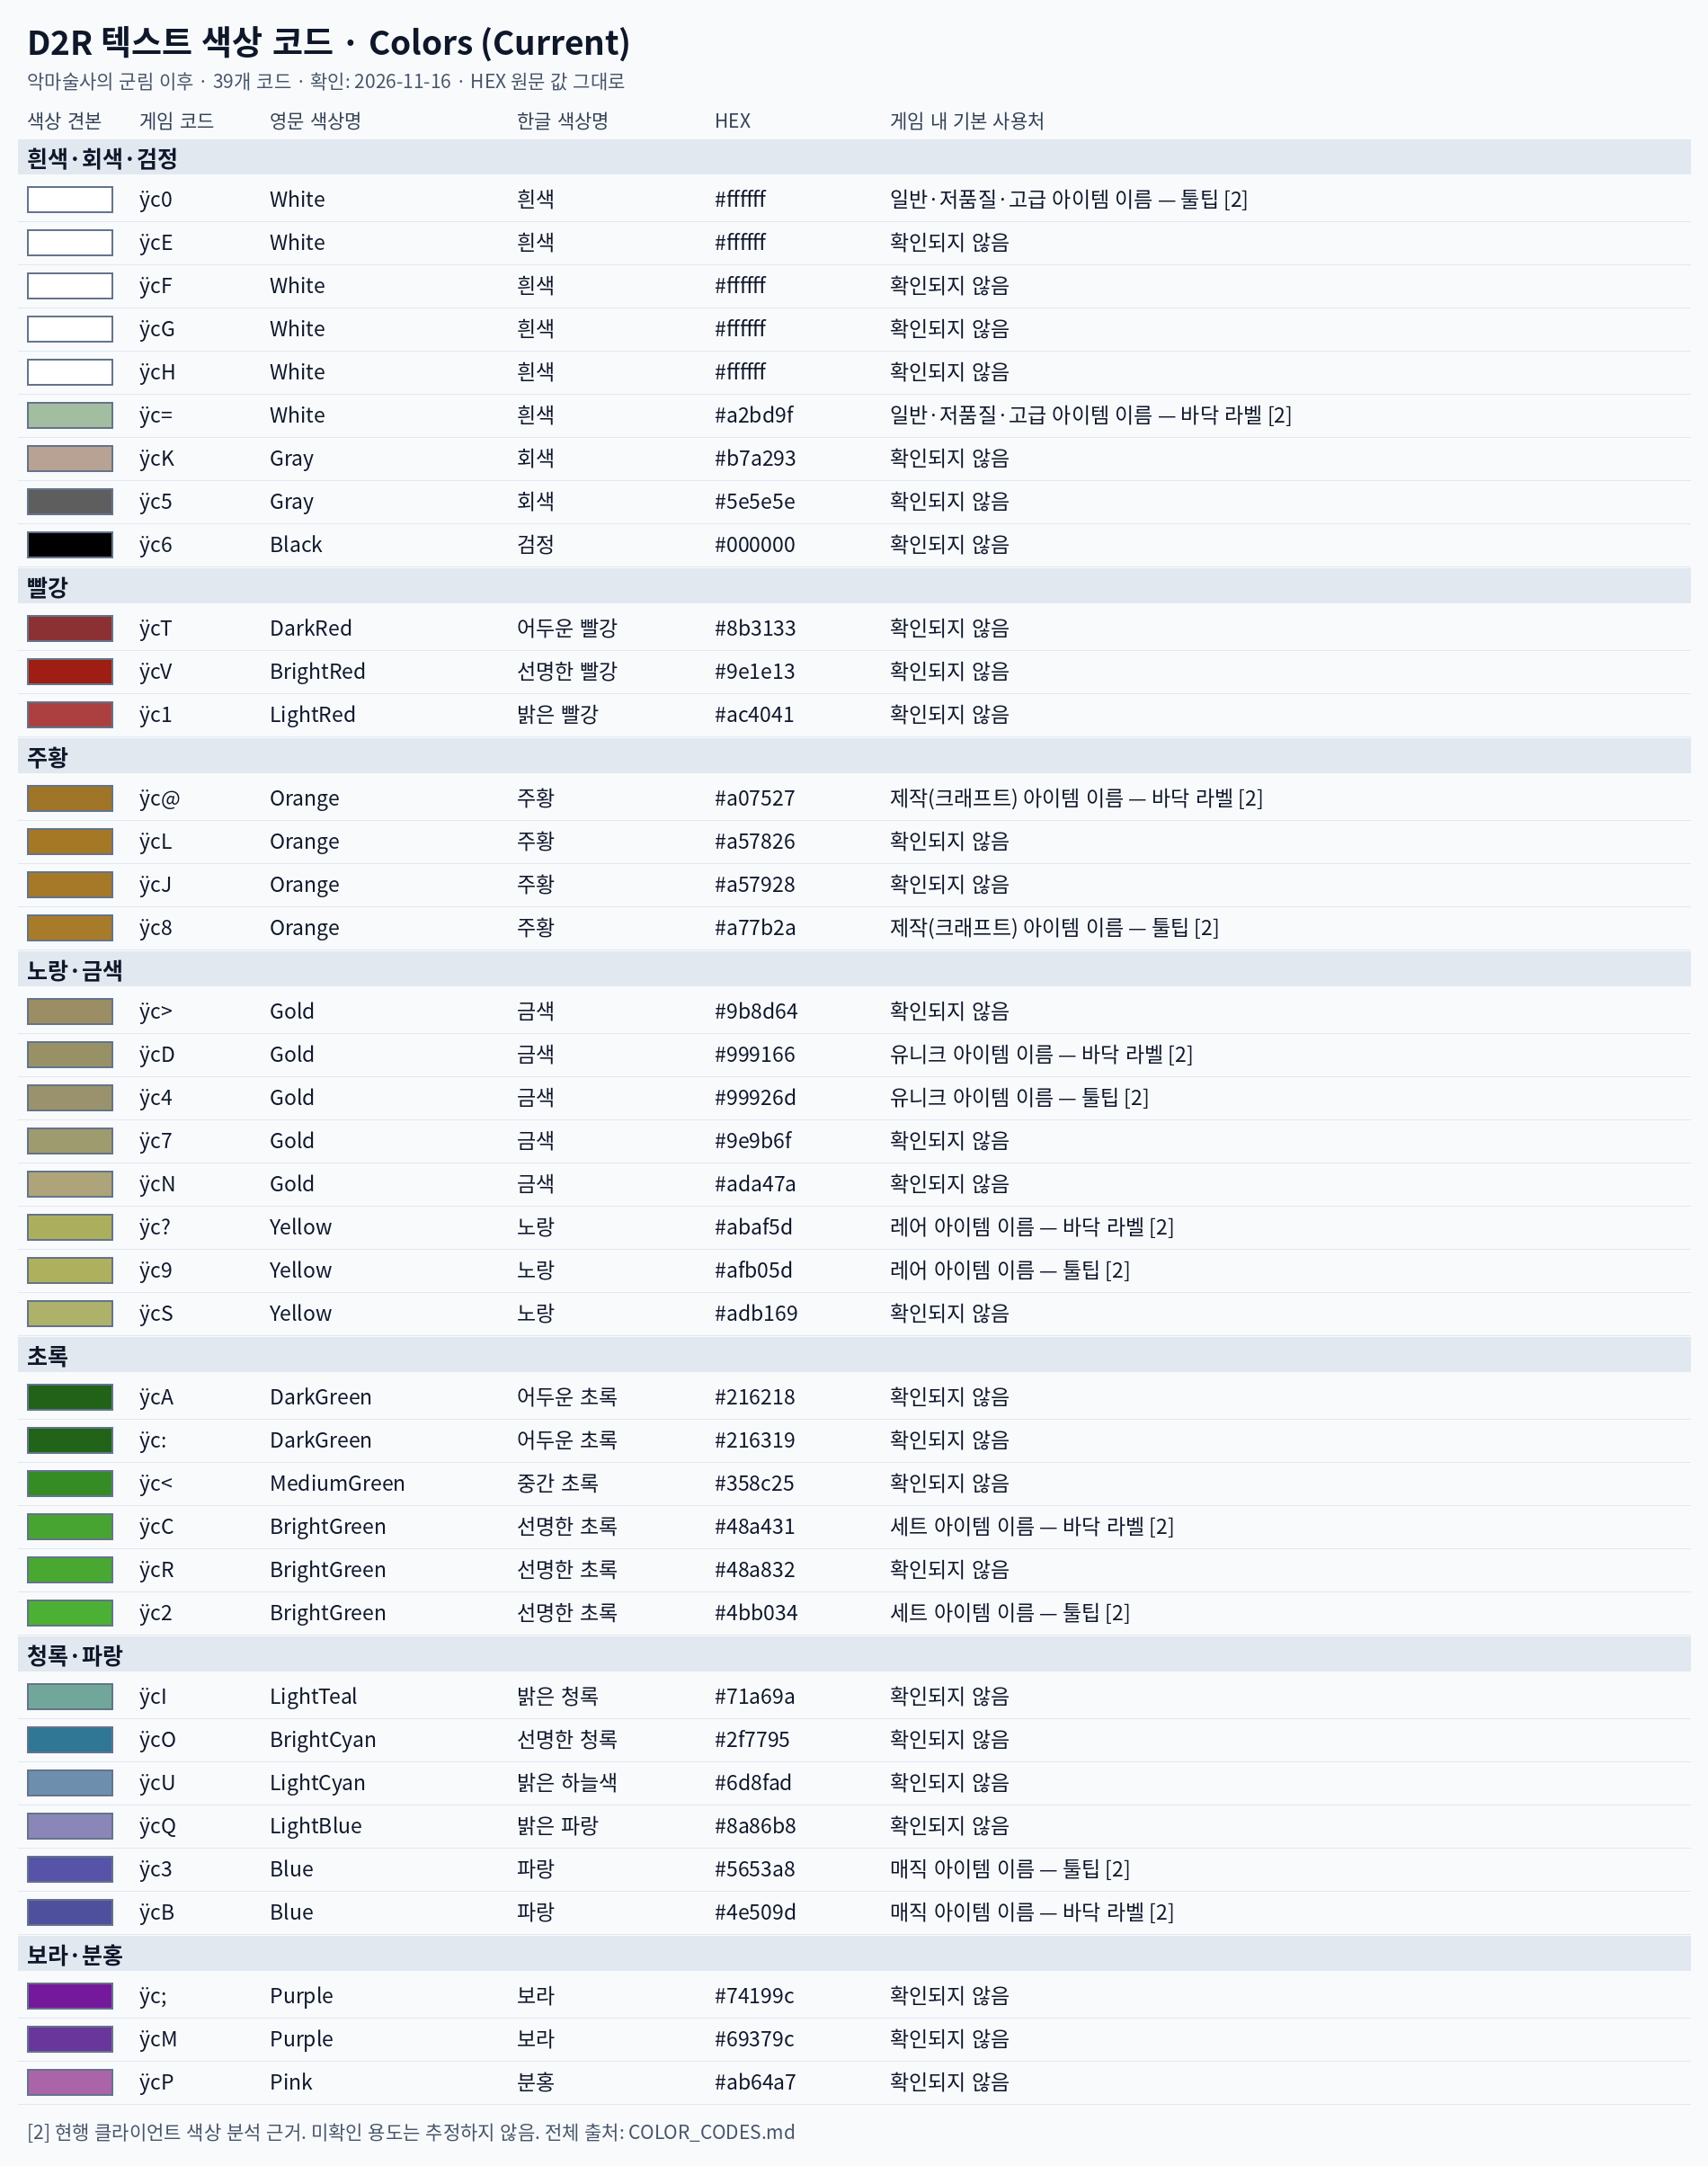 D2R 텍스트 색상 코드 · Colors (Current)
악마술사의 군림 이후 · 39개 코드 · 확인: 2026-11-16 · HEX 원문 값 그대로
색상 견본 게임 코드 영문 색상명 한글 색상명 HEX 게임 내 기본 사용처
흰색·회색·검정
ÿc0 White 흰색 #ffffff 일반·저품질·고급 아이템 이름 — 툴팁 [2]
ÿcE White 흰색 #ffffff 확인되지 않음
ÿcF White 흰색 #ffffff 확인되지 않음
ÿcG White 흰색 #ffffff 확인되지 않음
ÿcH White 흰색 #ffffff 확인되지 않음
ÿc= White 흰색 #a2bd9f 일반·저품질·고급 아이템 이름 — 바닥 라벨 [2]
ÿcK Gray 회색 #b7a293 확인되지 않음
ÿc5 Gray 회색 #5e5e5e 확인되지 않음
ÿc6 Black 검정 #000000 확인되지 않음
빨강
ÿcT DarkRed 어두운 빨강 #8b3133 확인되지 않음
ÿcV BrightRed 선명한 빨강 #9e1e13 확인되지 않음
ÿc1 LightRed 밝은 빨강 #ac4041 확인되지 않음
주황
ÿc@ Orange 주황 #a07527 제작(크래프트) 아이템 이름 — 바닥 라벨 [2]
ÿcL Orange 주황 #a57826 확인되지 않음
ÿcJ Orange 주황 #a57928 확인되지 않음
ÿc8 Orange 주황 #a77b2a 제작(크래프트) 아이템 이름 — 툴팁 [2]
노랑·금색
ÿc> Gold 금색 #9b8d64 확인되지 않음
ÿcD Gold 금색 #999166 유니크 아이템 이름 — 바닥 라벨 [2]
ÿc4 Gold 금색 #99926d 유니크 아이템 이름 — 툴팁 [2]
ÿc7 Gold 금색 #9e9b6f 확인되지 않음
ÿcN Gold 금색 #ada47a 확인되지 않음
ÿc? Yellow 노랑 #abaf5d 레어 아이템 이름 — 바닥 라벨 [2]
ÿc9 Yellow 노랑 #afb05d 레어 아이템 이름 — 툴팁 [2]
ÿcS Yellow 노랑 #adb169 확인되지 않음
초록
ÿcA DarkGreen 어두운 초록 #216218 확인되지 않음
ÿc: DarkGreen 어두운 초록 #216319 확인되지 않음
ÿc< MediumGreen 중간 초록 #358c25 확인되지 않음
ÿcC BrightGreen 선명한 초록 #48a431 세트 아이템 이름 — 바닥 라벨 [2]
ÿcR BrightGreen 선명한 초록 #48a832 확인되지 않음
ÿc2 BrightGreen 선명한 초록 #4bb034 세트 아이템 이름 — 툴팁 [2]
청록·파랑
ÿcI LightTeal 밝은 청록 #71a69a 확인되지 않음
ÿcO BrightCyan 선명한 청록 #2f7795 확인되지 않음
ÿcU LightCyan 밝은 하늘색 #6d8fad 확인되지 않음
ÿcQ LightBlue 밝은 파랑 #8a86b8 확인되지 않음
ÿc3 Blue 파랑 #5653a8 매직 아이템 이름 — 툴팁 [2]
ÿcB Blue 파랑 #4e509d 매직 아이템 이름 — 바닥 라벨 [2]
보라·분홍
ÿc; Purple 보라 #74199c 확인되지 않음
ÿcM Purple 보라 #69379c 확인되지 않음
ÿcP Pink 분홍 #ab64a7 확인되지 않음
[2] 현행 클라이언트 색상 분석 근거. 미확인 용도는 추정하지 않음. 전체 출처: COLOR_CODES.md